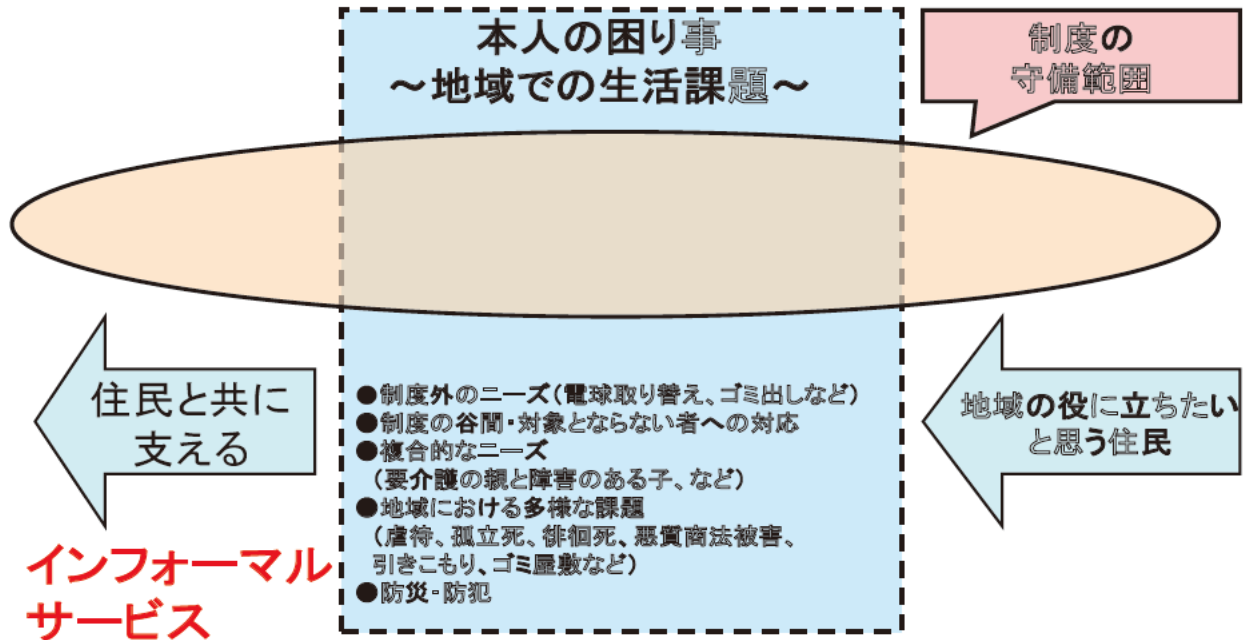 本人の困り事
～地域での生活課題～
制度の
守備範囲
住民と共に
支える
●制度外のニーズ(電球取り替え、ゴミ出しなど)
●制度の谷間・対象とならない者への対応
●複合的なニーズ
(要介護の親と障害のある子、など)
●地域における多様な課題
(虐待、孤立死、徘徊死、悪質商法被害、
引きこもり、ゴミ屋敷など)
●防災・防犯
地域の役に立ちたい
と思う住民
インフォーマル
サービス